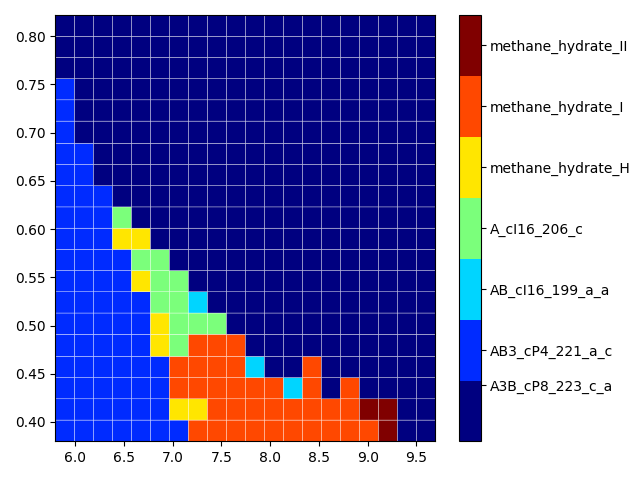 0.80
0.75
0.70
0.65
0.60
0.55
0.50
0.45
0.40
6.0 6.5 7.0 7.5 8.0 8.5 9.0 9.5
methane_hydrate_II
methane_hydrate_I
methane_hydrate_H
A_cI16_206_c
AB_cI16_199_a_a
AB3_cP4_221_a_c
A3B_cP8_223_c_a